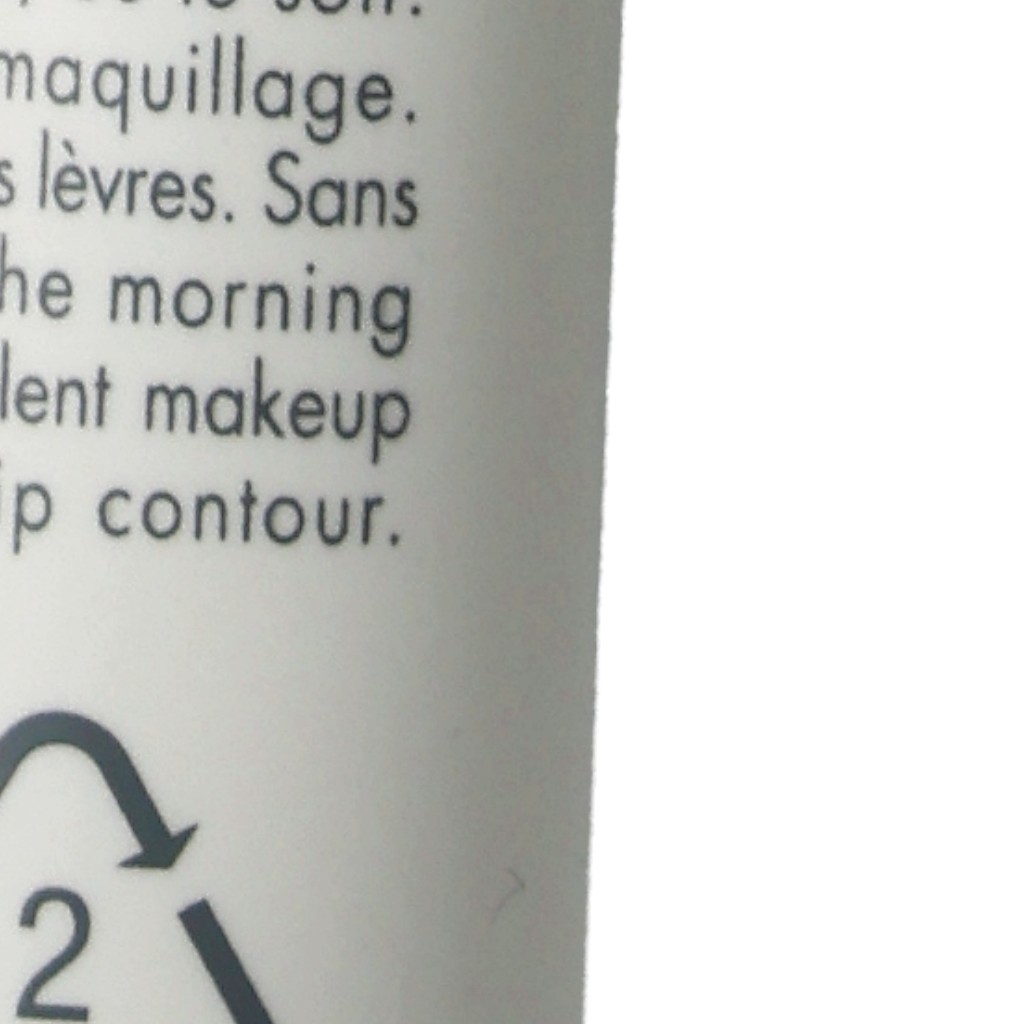 maquillage.
lèvres. Sans
he morning
lent makeup
ip contour.
2